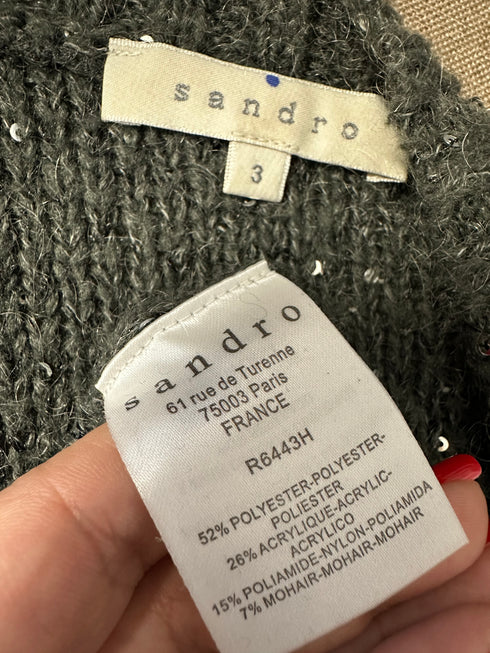 sandro
3
sandro
61 rue de Turenne
75003 Paris
FRANCE
R6443H
52% POLYESTER-POLYESTER-
POLIESTER
26% ACRYLIQUE-ACRYLIC-
ACRYLICO
15% POLIAMIDE-NYLON-POLIAMIDA
7% MOHAIR-MOHAIR-MOHAIR